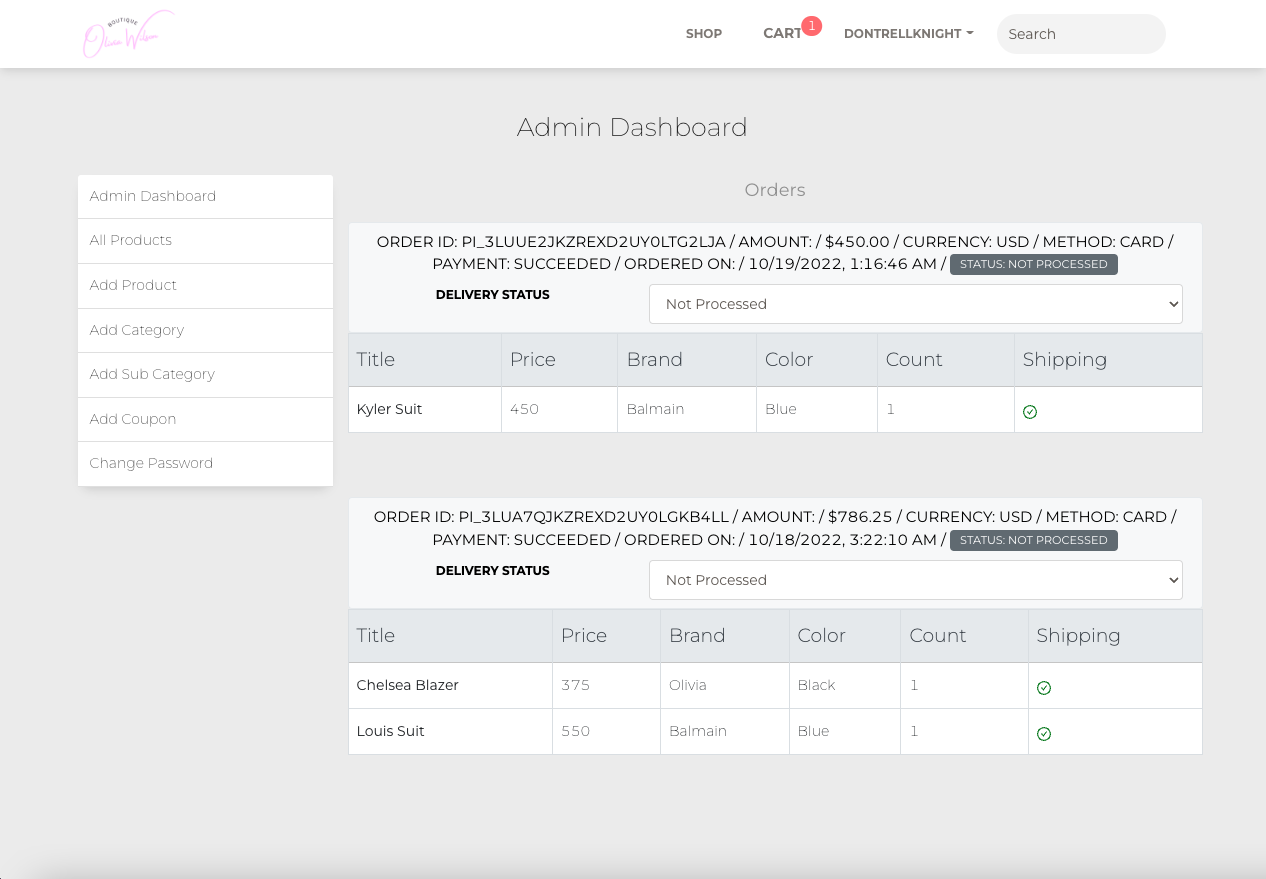 BOUTIQUE
Olivia Wilson
SHOP
CART
1
DONTRELLKNIGHT
Search
Admin Dashboard
Admin Dashboard
All Products
Add Product
Add Category
Add Sub Category
Add Coupon
Change Password
Orders
ORDER ID: PI_3LUUE2JKZREXD2UY0LTG2LJA / AMOUNT: / $450.00 / CURRENCY: USD / METHOD: CARD /
PAYMENT: SUCCEEDED / ORDERED ON: / 10/19/2022, 1:16:46 AM / STATUS: NOT PROCESSED
DELIVERY STATUS
Not Processed
Title Price Brand Color Count Shipping
Kyler Suit 450 Balmain Blue 1
ORDER ID: PI_3LUA7QJKZREXD2UY0LGKB4LL / AMOUNT: / $786.25 / CURRENCY: USD / METHOD: CARD /
PAYMENT: SUCCEEDED / ORDERED ON: / 10/18/2022, 3:22:10 AM / STATUS: NOT PROCESSED
DELIVERY STATUS
Not Processed
Title Price Brand Color Count Shipping
Chelsea Blazer 375 Olivia Black 1
Louis Suit 550 Balmain Blue 1